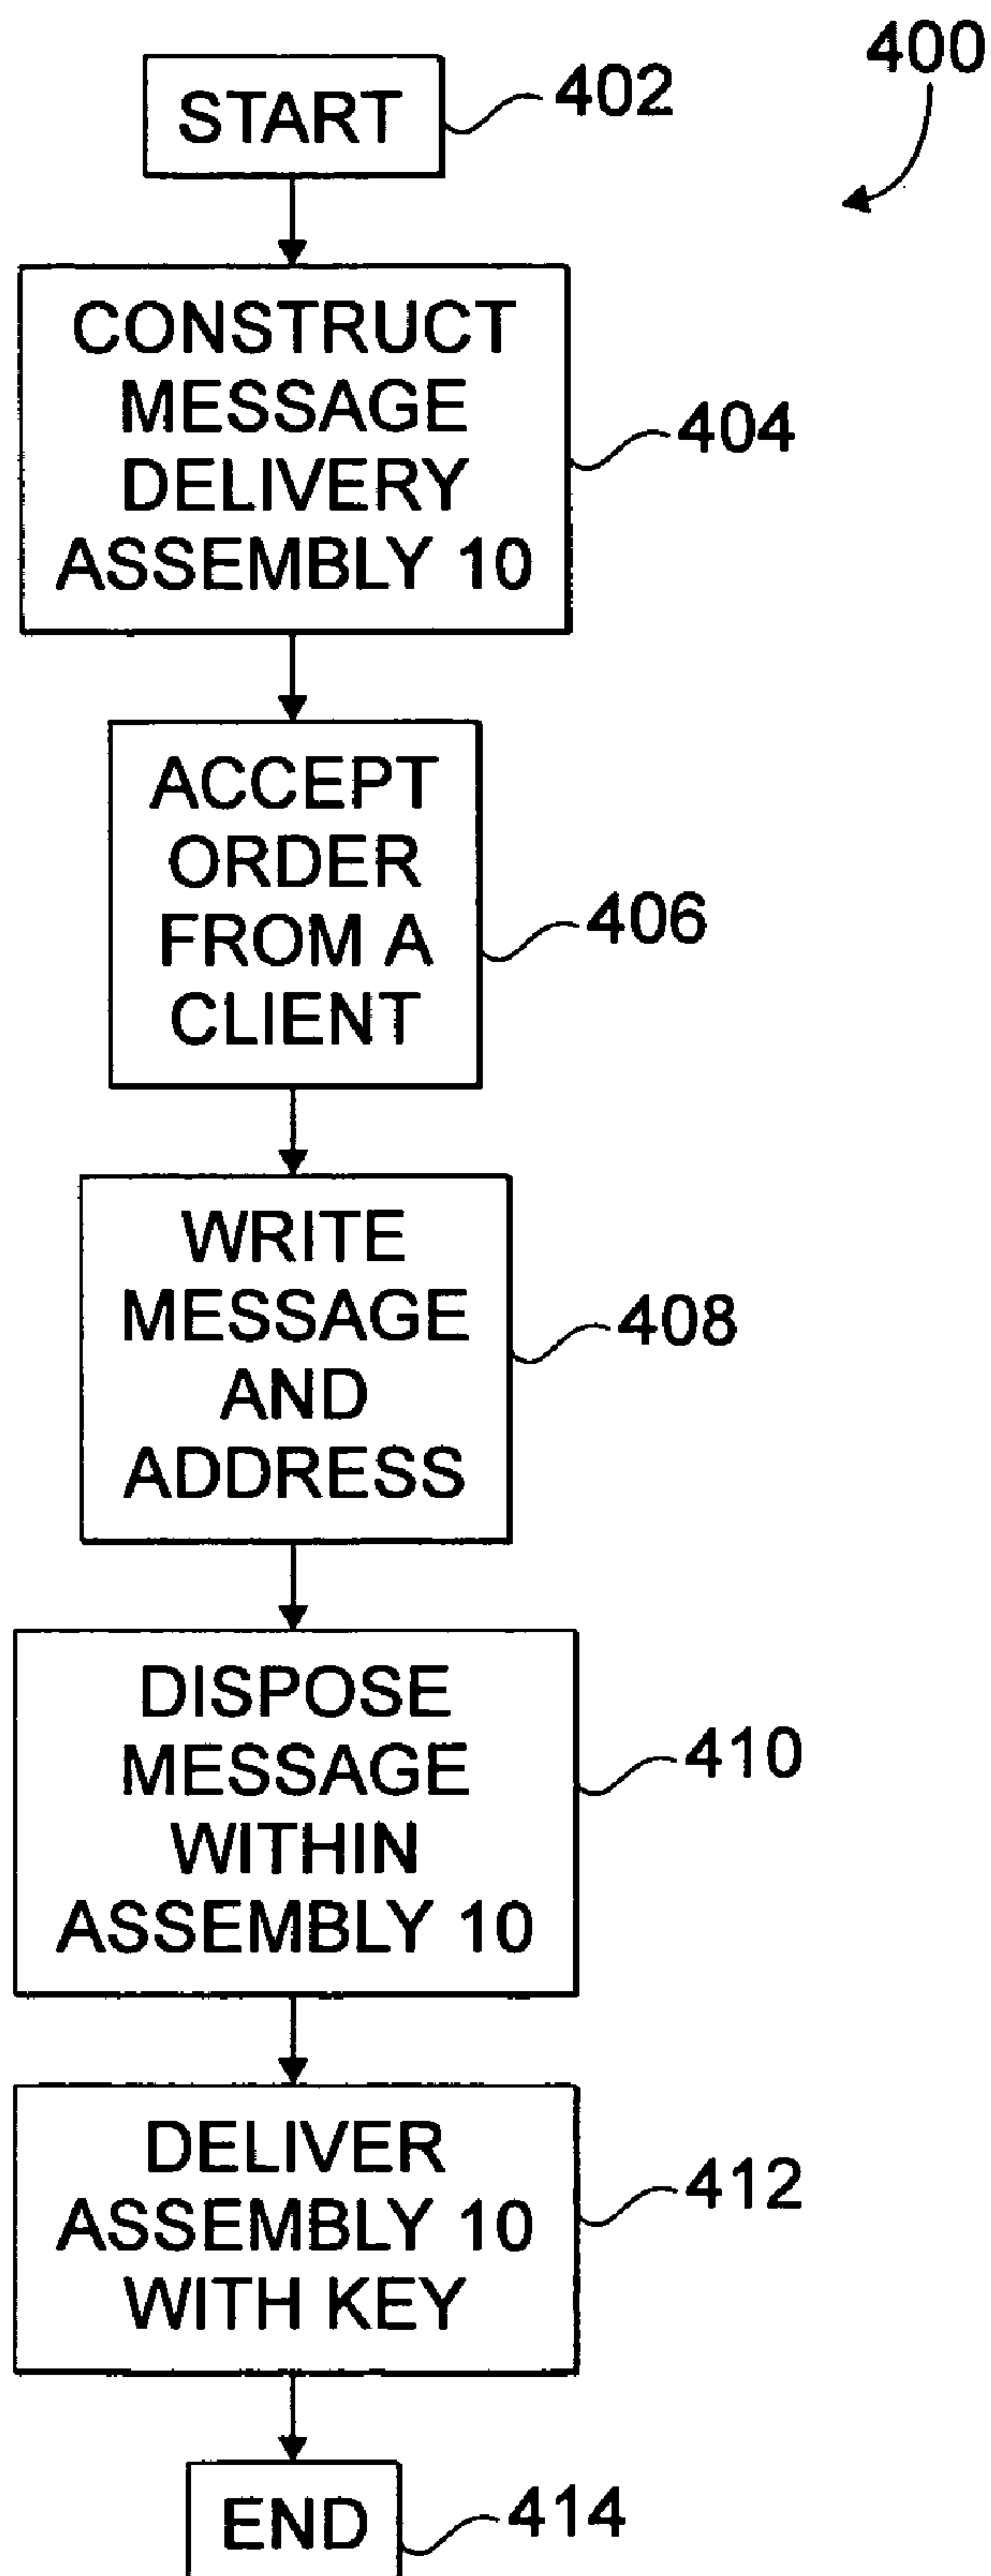 400
START
402
CONSTRUCT
MESSAGE
DELIVERY
ASSEMBLY 10
404
ACCEPT
ORDER
FROM A
CLIENT
406
WRITE
MESSAGE
AND
ADDRESS
408
DISPOSE
MESSAGE
WITHIN
ASSEMBLY 10
410
DELIVER
ASSEMBLY 10
WITH KEY
412
END
414